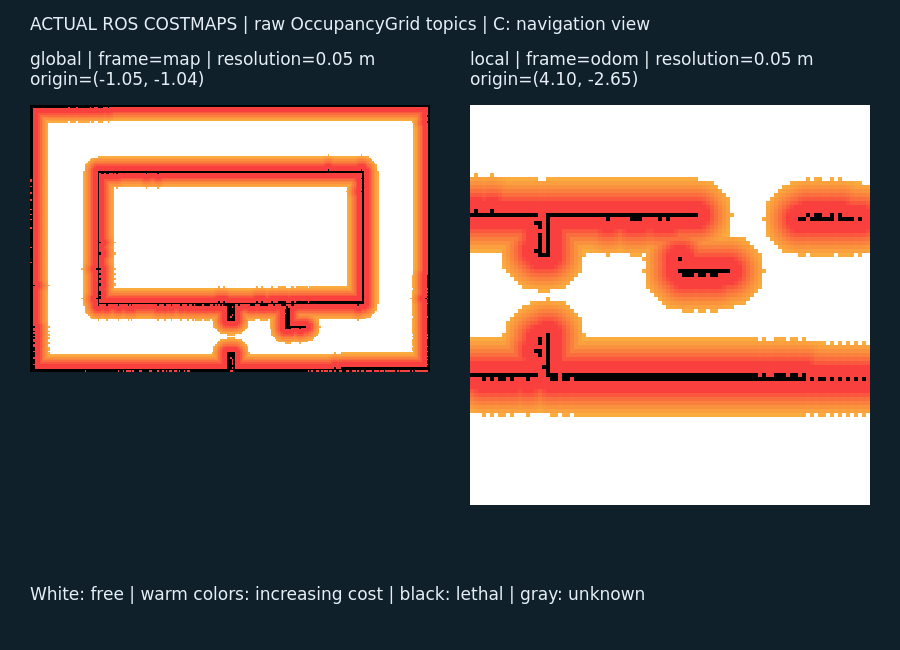 ACTUAL ROS COSTMAPS | raw OccupancyGrid topics | C: navigation view
global | frame=map | resolution=0.05 m
origin=(-1.05, -1.04)
local | frame=odom | resolution=0.05 m
origin=(4.10, -2.65)
White: free | warm colors: increasing cost | black: lethal | gray: unknown